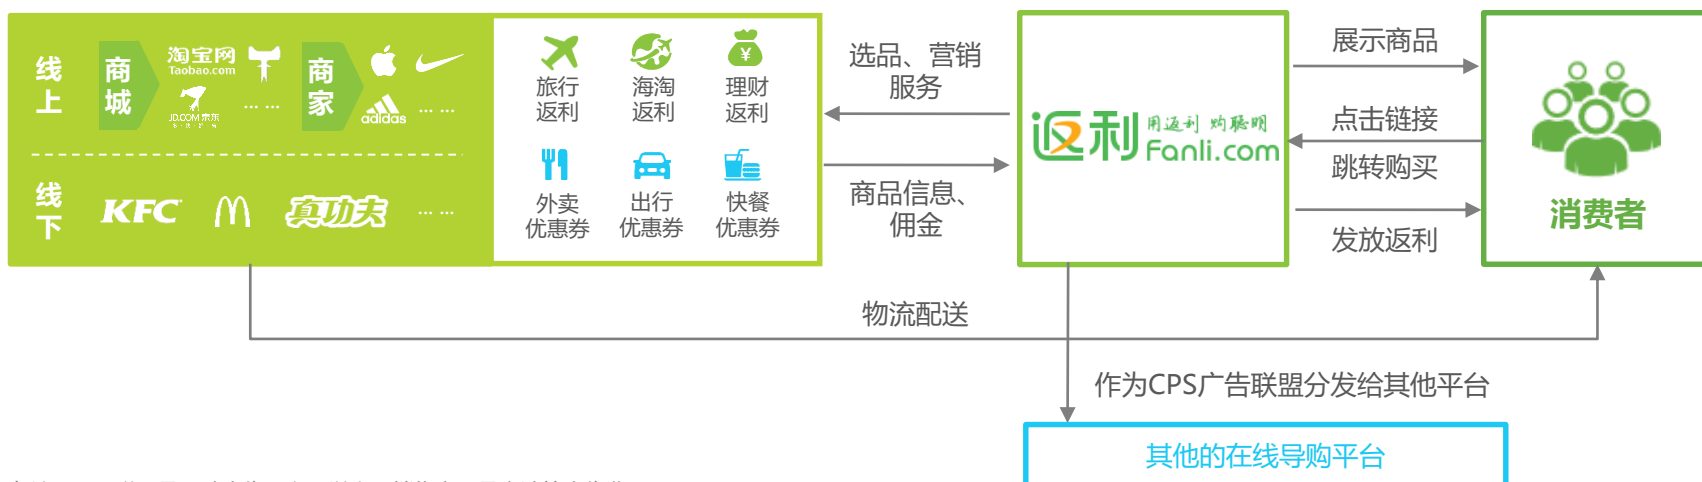 线上
商城
淘宝网
Taobao.com
JD.COM 京东
... ...
商家
adidas
... ...
线下
KFC
真功夫
... ...
旅行
返利
海淘
返利
¥
理财
返利
外卖
优惠券
出行
优惠券
快餐
优惠券
选品、营销
服务
商品信息、
佣金
返利
用返利 购聪明
Fanli.com
展示商品
点击链接
跳转购买
发放返利
消费者
物流配送
作为CPS广告联盟分发给其他平台
其他的在线导购平台